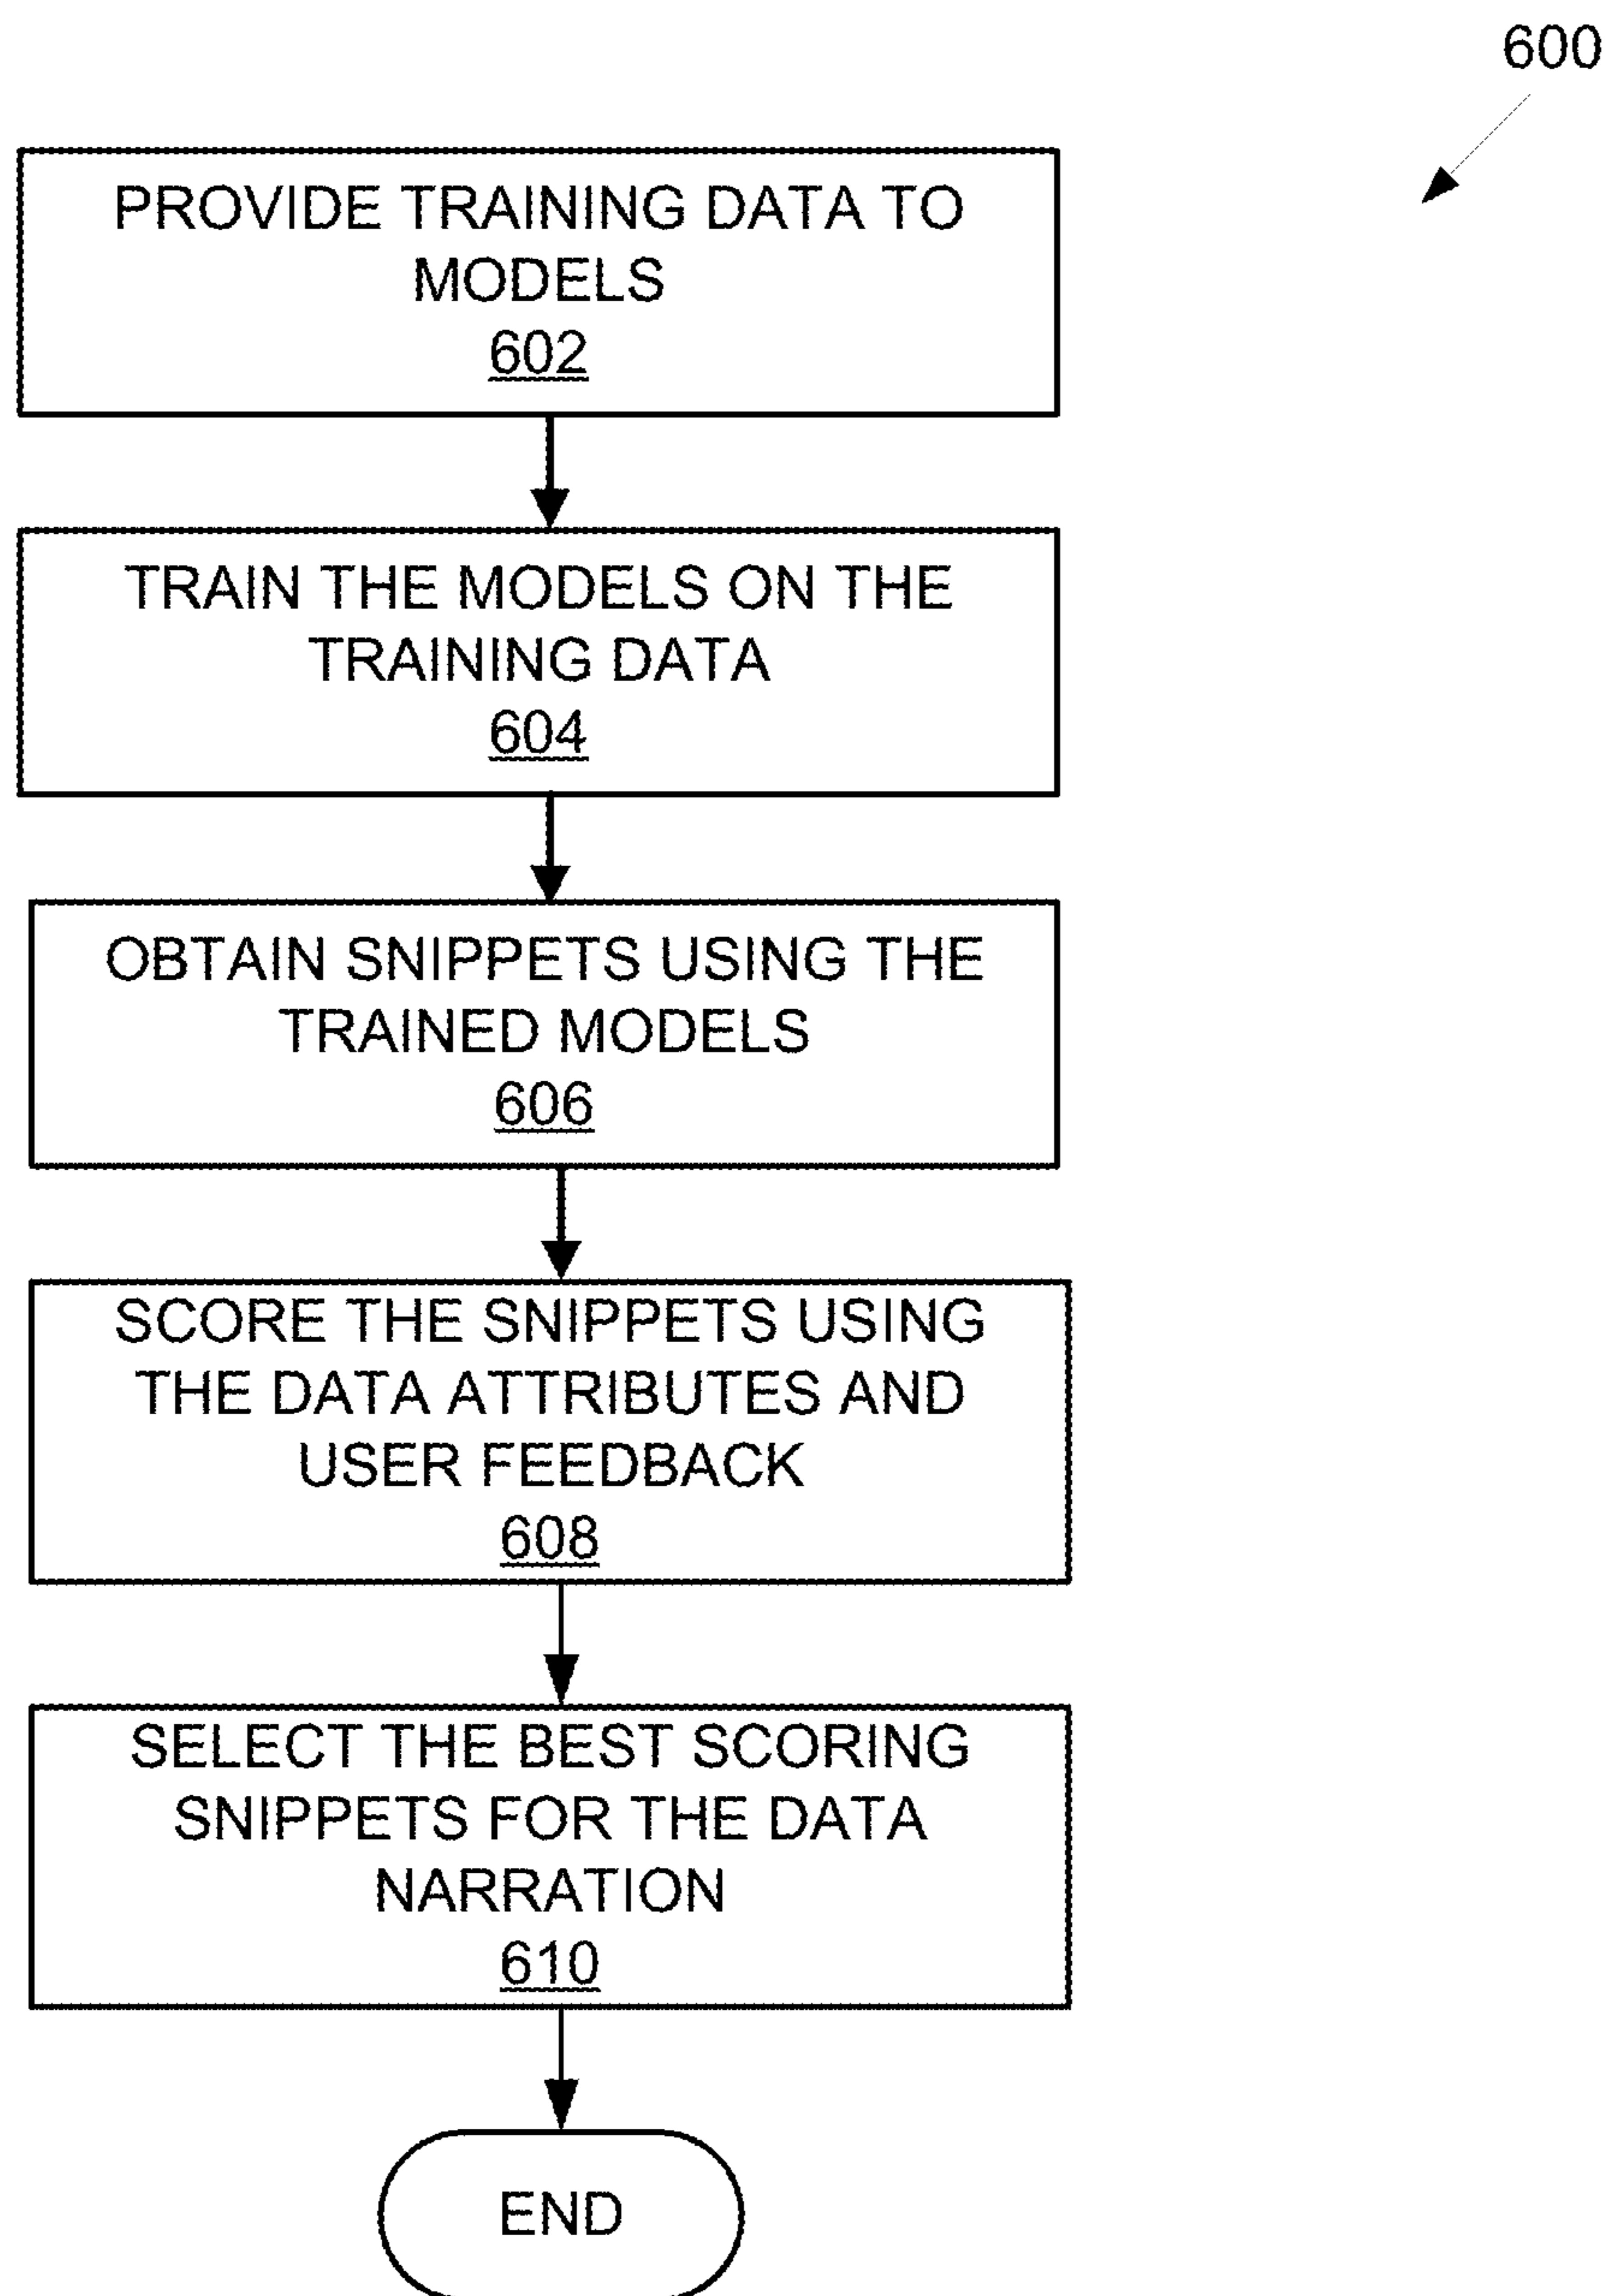 600
PROVIDE TRAINING DATA TO
MODELS
602
TRAIN THE MODELS ON THE
TRAINING DATA
604
OBTAIN SNIPPETS USING THE
TRAINED MODELS
606
SCORE THE SNIPPETS USING
THE DATA ATTRIBUTES AND
USER FEEDBACK
608
SELECT THE BEST SCORING
SNIPPETS FOR THE DATA
NARRATION
610
END